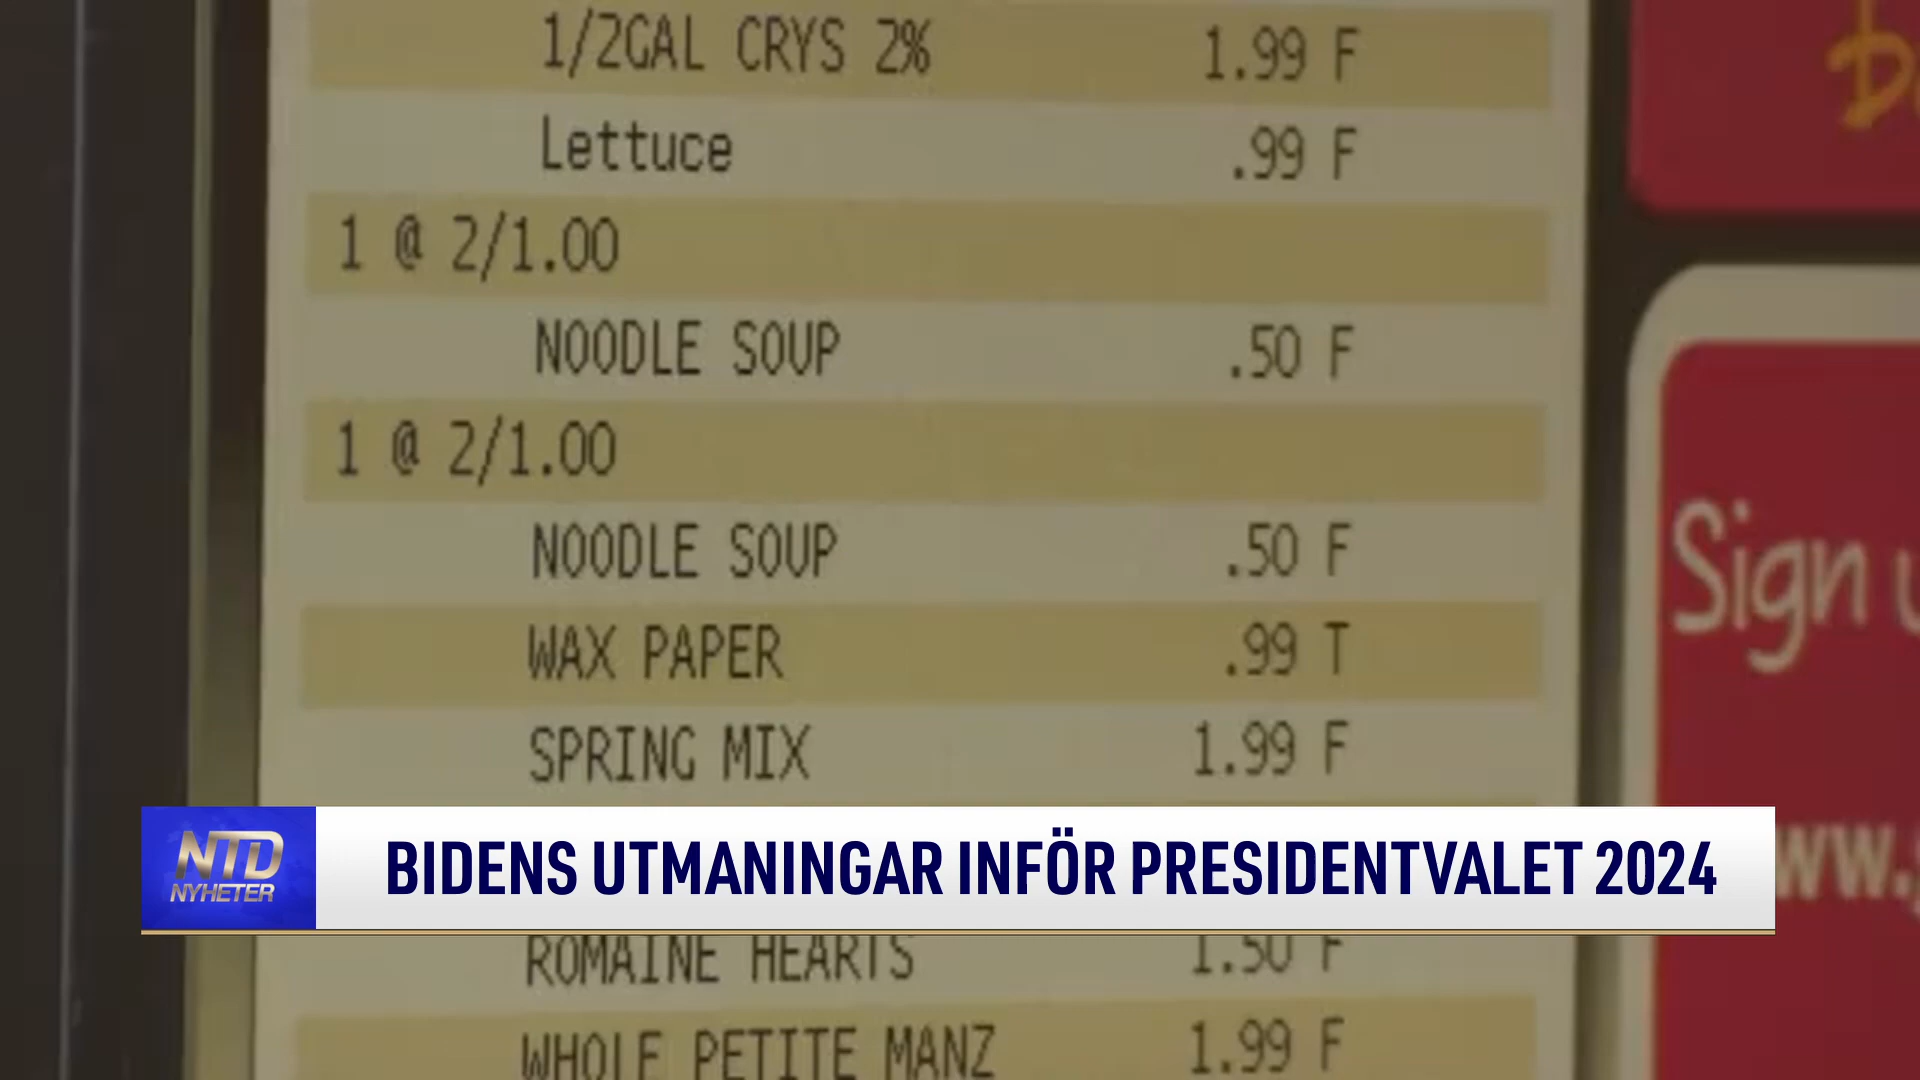 1/2GAL CRYS 2% 1.99 F
Lettuce .99 F
1 @ 2/1.00
NOODLE SOUP .50 F
1 @ 2/1.00
NOODLE SOUP .50 F
WAX PAPER .99 T
SPRING MIX 1.99 F
Sign
NTD
NYHETER
BIDENS UTMANINGAR INFÖR PRESIDENTVALET 2024
ROMAINE HEARTS 1.50 F
WHOLE PETITE MANZ 1.99 F